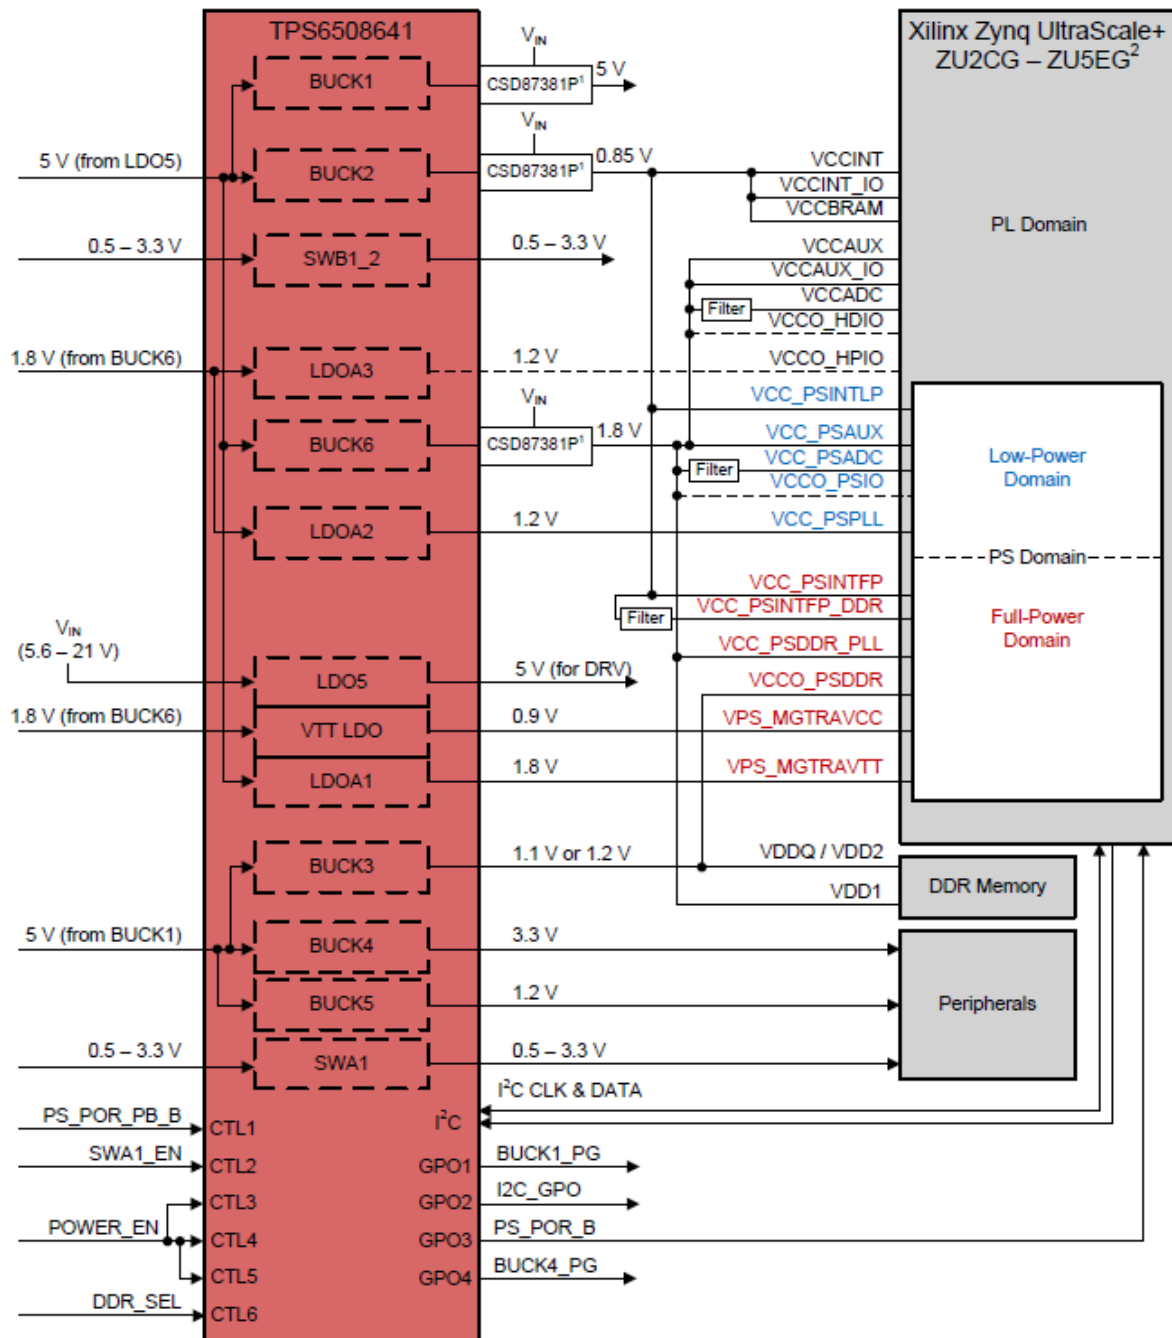 TPS6508641
Xilinx Zynq UltraScale+
ZU2CG – ZU5EG²
VIN
BUCK1
CSD87381P¹
5 V
VIN
5 V (from LDO5)
BUCK2
CSD87381P¹
0.85 V
VCCINT
VCCINT_IO
VCCBRAM
PL Domain
0.5 – 3.3 V
SWB1_2
0.5 – 3.3 V
VCCAUX
VCCAUX_IO
Filter
VCCADC
VCCO_HDIO
1.8 V (from BUCK6)
LDOA3
1.2 V
VCCO_HPIO
VIN
VCC_PSINTLP
BUCK6
CSD87381P¹
1.8 V
VCC_PSAUX
Filter
VCC_PSADC
VCCO_PSIO
Low-Power
Domain
LDOA2
1.2 V
VCC_PSPLL
PS Domain
VCC_PSINTFP
Filter
VCC_PSINTFP_DDR
Full-Power
Domain
VIN
(5.6 – 21 V)
VCC_PSDDR_PLL
LDO5
5 V (for DRV)
VCCO_PSDDR
1.8 V (from BUCK6)
VTT LDO
0.9 V
VPS_MGTRAVCC
LDOA1
1.8 V
VPS_MGTRAVTT
BUCK3
1.1 V or 1.2 V
VDDQ / VDD2
VDD1
DDR Memory
5 V (from BUCK1)
BUCK4
3.3 V
BUCK5
1.2 V
Peripherals
0.5 – 3.3 V
SWA1
0.5 – 3.3 V
I²C CLK & DATA
PS_POR_PB_B
CTL1
I²C
SWA1_EN
CTL2
GPO1
BUCK1_PG
CTL3
GPO2
I2C_GPO
POWER_EN
CTL4
GPO3
PS_POR_B
CTL5
GPO4
BUCK4_PG
DDR_SEL
CTL6